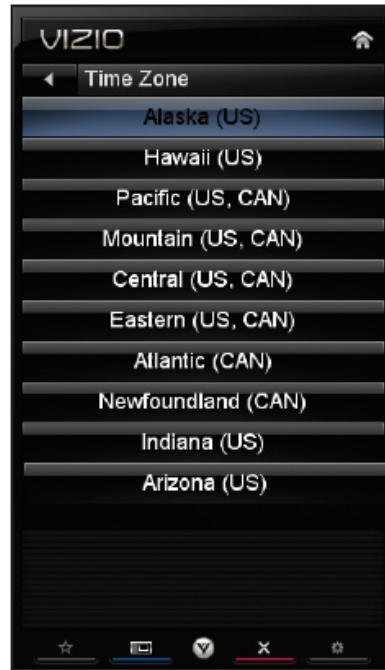 VIZIO
Time Zone
Alaska (US)
Hawaii (US)
Pacific (US, CAN)
Mountain (US, CAN)
Central (US, CAN)
Eastern (US, CAN)
Atlantic (CAN)
Newfoundland (CAN)
Indiana (US)
Arizona (US)